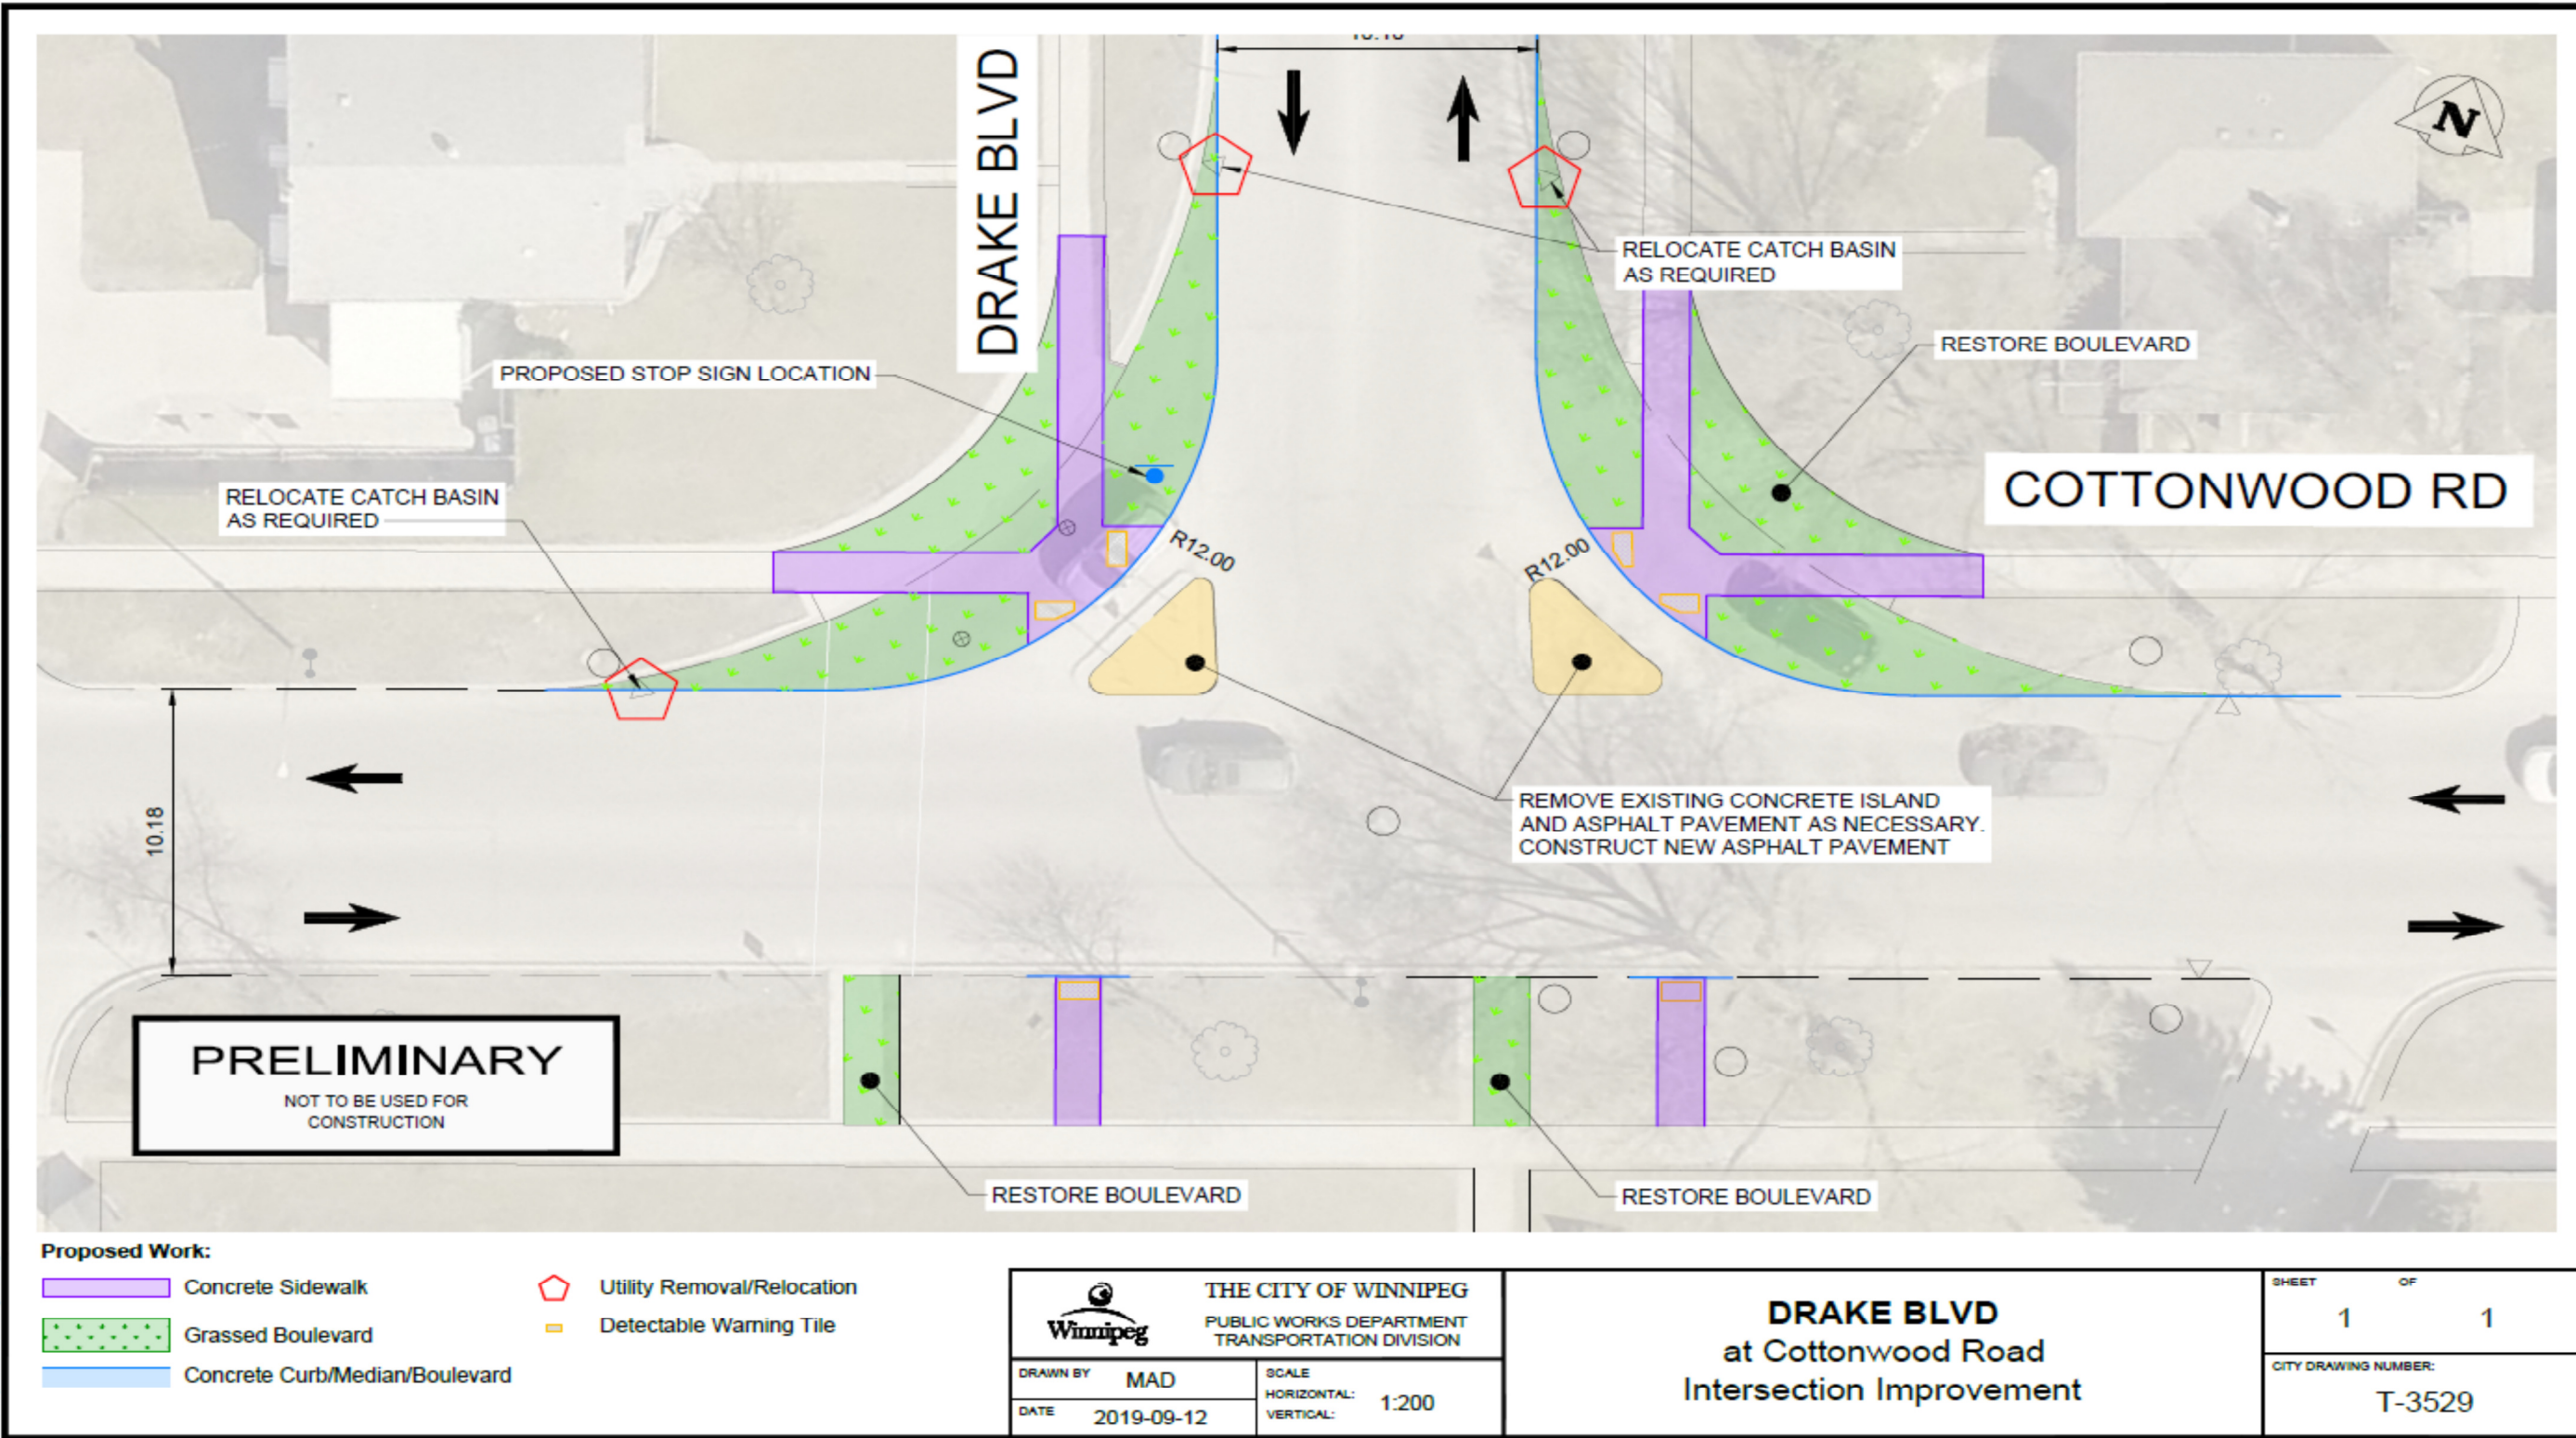 DRAKE BLVD
N
RELOCATE CATCH BASIN
AS REQUIRED
RESTORE BOULEVARD
PROPOSED STOP SIGN LOCATION
COTTONWOOD RD
RELOCATE CATCH BASIN
AS REQUIRED
R12.00
R12.00
10.18
REMOVE EXISTING CONCRETE ISLAND
AND ASPHALT PAVEMENT AS NECESSARY.
CONSTRUCT NEW ASPHALT PAVEMENT
PRELIMINARY
NOT TO BE USED FOR
CONSTRUCTION
RESTORE BOULEVARD
RESTORE BOULEVARD
Proposed Work:
Concrete Sidewalk
Grassed Boulevard
Concrete Curb/Median/Boulevard
Utility Removal/Relocation
Detectable Warning Tile
Winnipeg
THE CITY OF WINNIPEG
PUBLIC WORKS DEPARTMENT
TRANSPORTATION DIVISION
DRAWN BY MAD
DATE 2019-09-12
SCALE
HORIZONTAL: 1:200
VERTICAL:
DRAKE BLVD
at Cottonwood Road
Intersection Improvement
SHEET OF
1 1
CITY DRAWING NUMBER:
T-3529